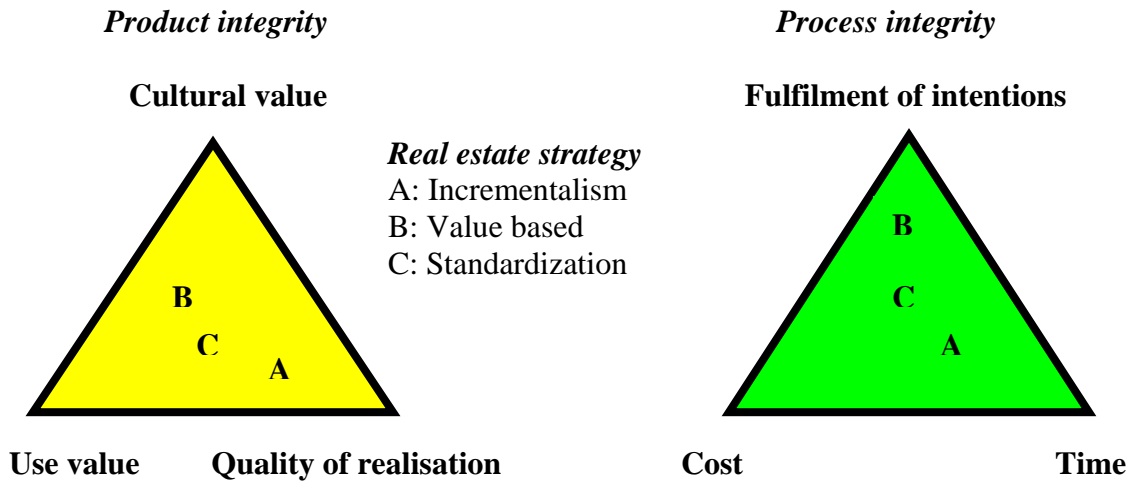 Product integrity
Process integrity
Cultural value
Fulfilment of intentions
Real estate strategy
A: Incrementalism
B: Value based
C: Standardization
B
C
A
B
C
A
Use value
Quality of realisation
Cost
Time